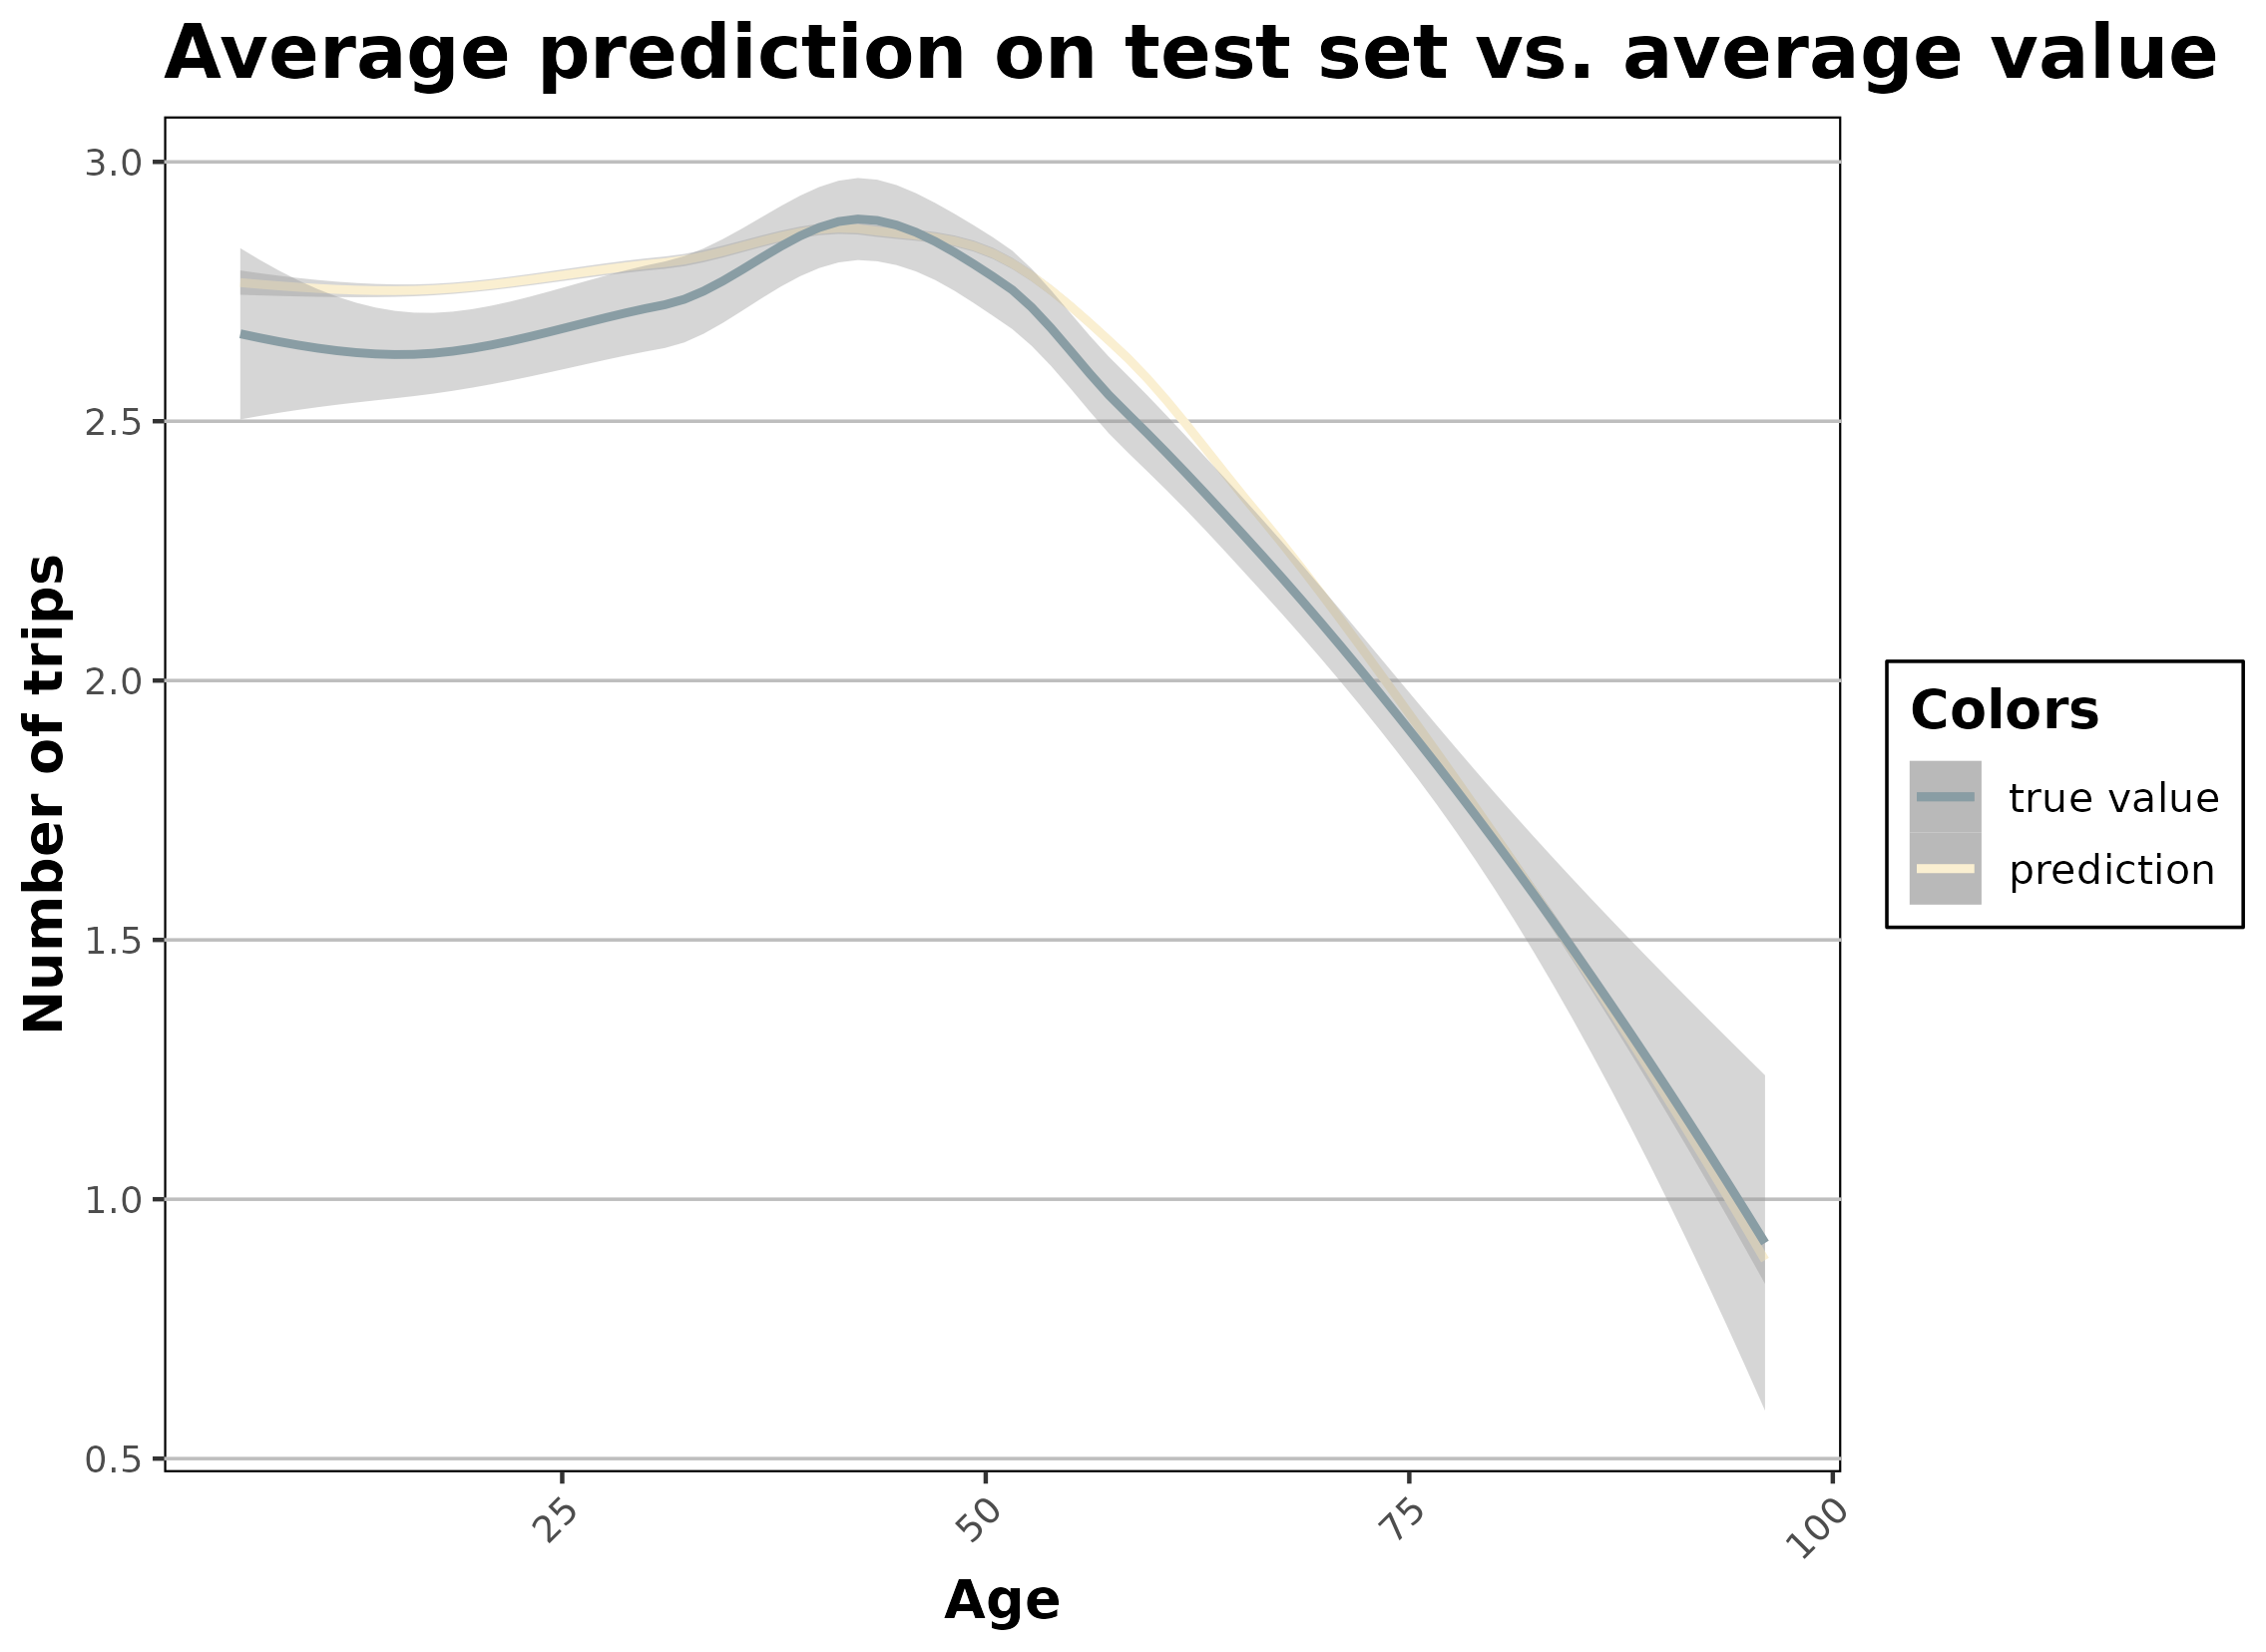 Average prediction on test set vs. average value
Number of trips
3.0
2.5
2.0
1.5
1.0
0.5
25
50
75
100
Age
Colors
true value
prediction